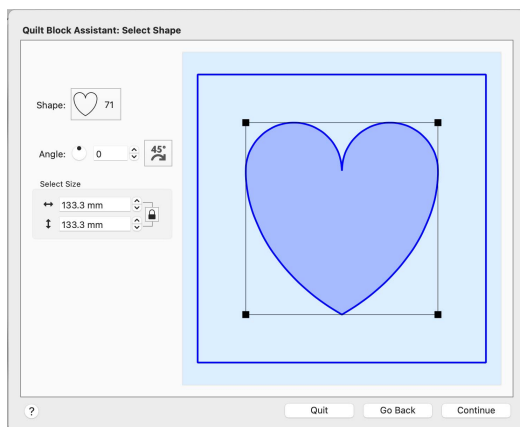 Quilt Block Assistant: Select Shape
Shape: 71
Angle: 0 45°
Select Size
133.3 mm
133.3 mm
? Quit Go Back Continue